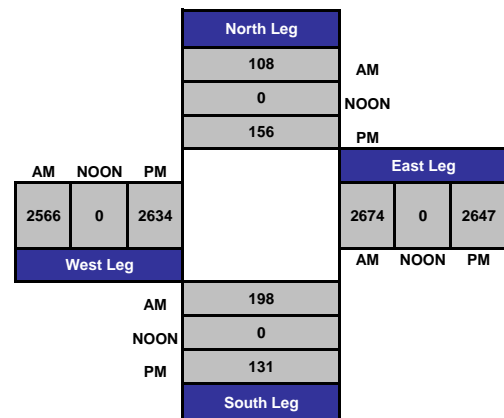 North Leg
108 AM
0 NOON
156 PM
AM NOON PM
East Leg
2566 0 2634
2674 0 2647
West Leg
AM NOON PM
AM 198
NOON 0
PM 131
South Leg